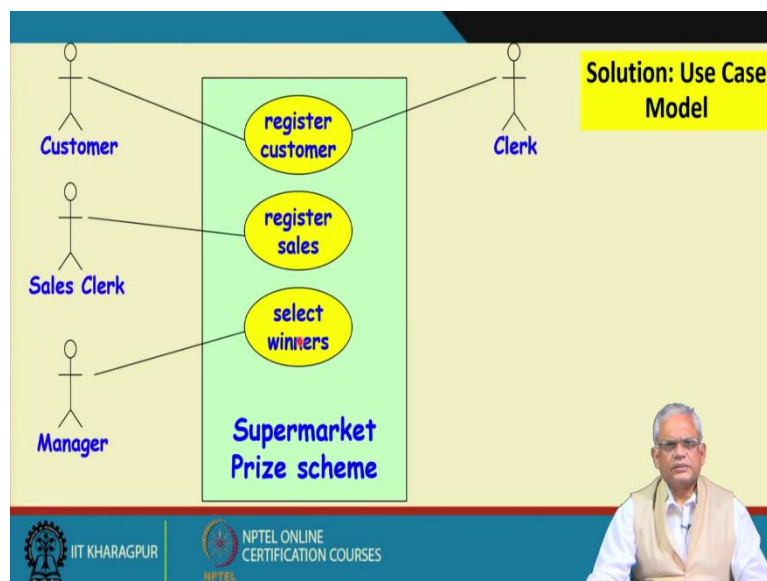 Solution: Use Case
Model
register
customer
Customer
Clerk
register
sales
Sales Clerk
select
winners
Manager
Supermarket
Prize scheme
IIT KHARAGPUR
NPTEL ONLINE
CERTIFICATION COURSES
NPTEL